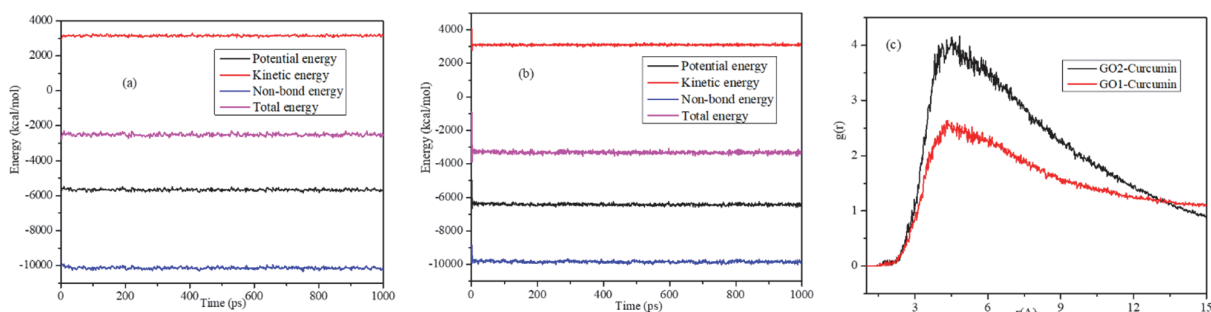 4000
2000
0
-2000
-4000
-6000
-8000
-10000
Energy (kcal/mol)
(a)
Potential energy
Kinetic energy
Non-bond energy
Total energy
0 200 400 600 800 1000
Time (ps)
4000
2000
0
-2000
-4000
-6000
-8000
-10000
Energy (kcal/mol)
(b)
Potential energy
Kinetic energy
Non-bond energy
Total energy
0 200 400 600 800 1000
Time (ps)
4
3
2
1
0
g(r)
(c)
GO2-Curcumin
GO1-Curcumin
3 6 9 12 15